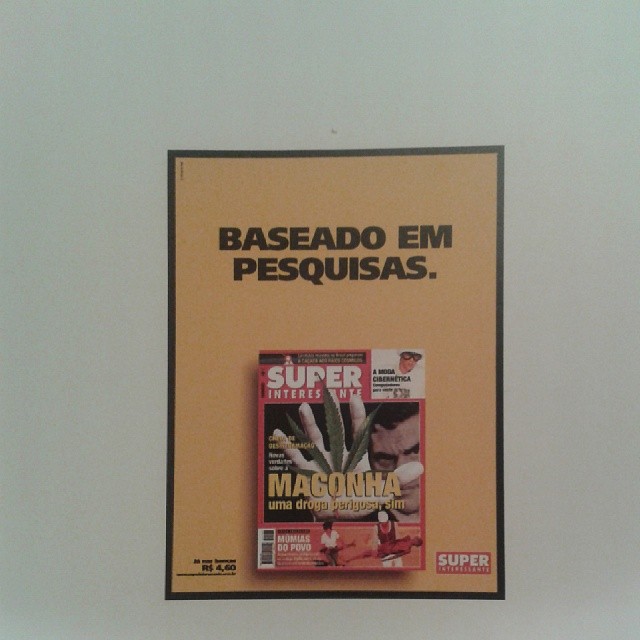 BASEADO EM
PESQUISAS.
SUPER
INTERESSANTE
A MODA
CIBERNÉTICA
Novas
verdades
sobre a
MACONHA
uma droga perigosa, sim
MÚMIAS
DO POVO
R$ 4,60
SUPER
INTERESSANTE